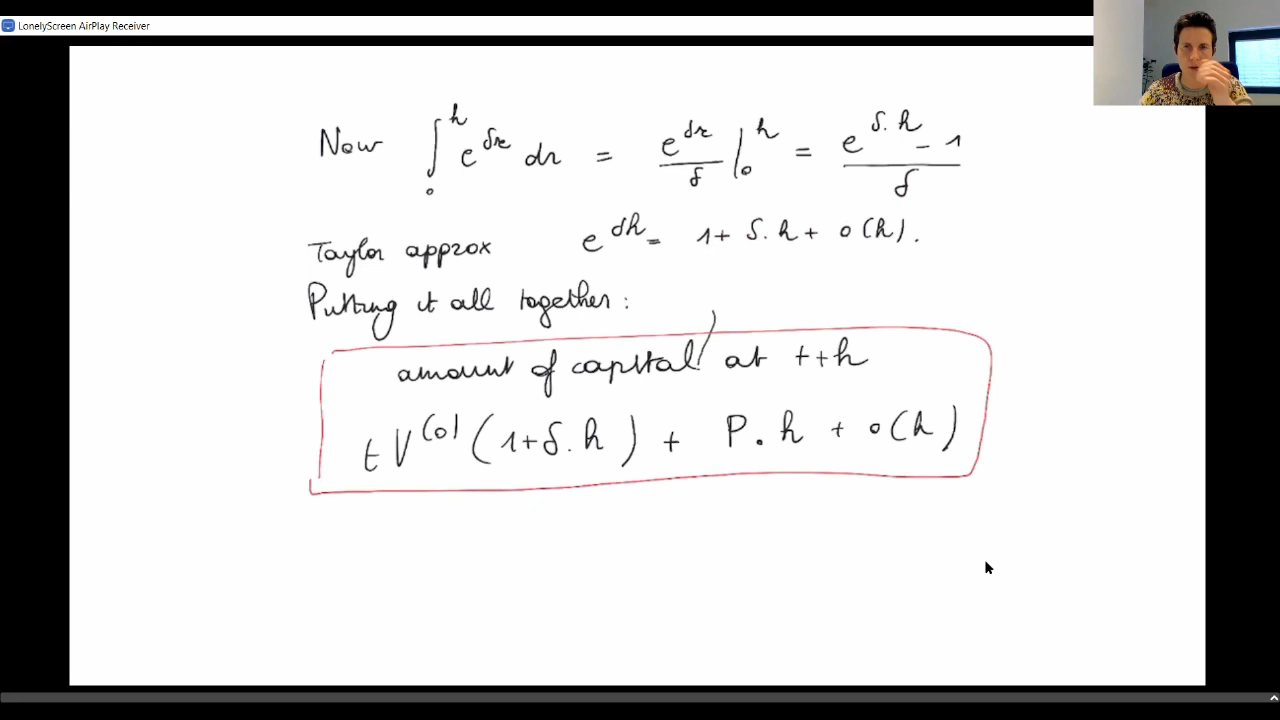 LonelyScreen AirPlay Receiver
Now ∫₀ʰ e^{δr} dr = e^{δr}/δ |₀ʰ = (e^{δ.h} - 1)/δ
Taylor approx e^{δh} = 1 + δ.h + o(h).
Putting it all together :
amount of capital at t+h
tV^{(0)} (1+δ.h) + P.h + o(h)